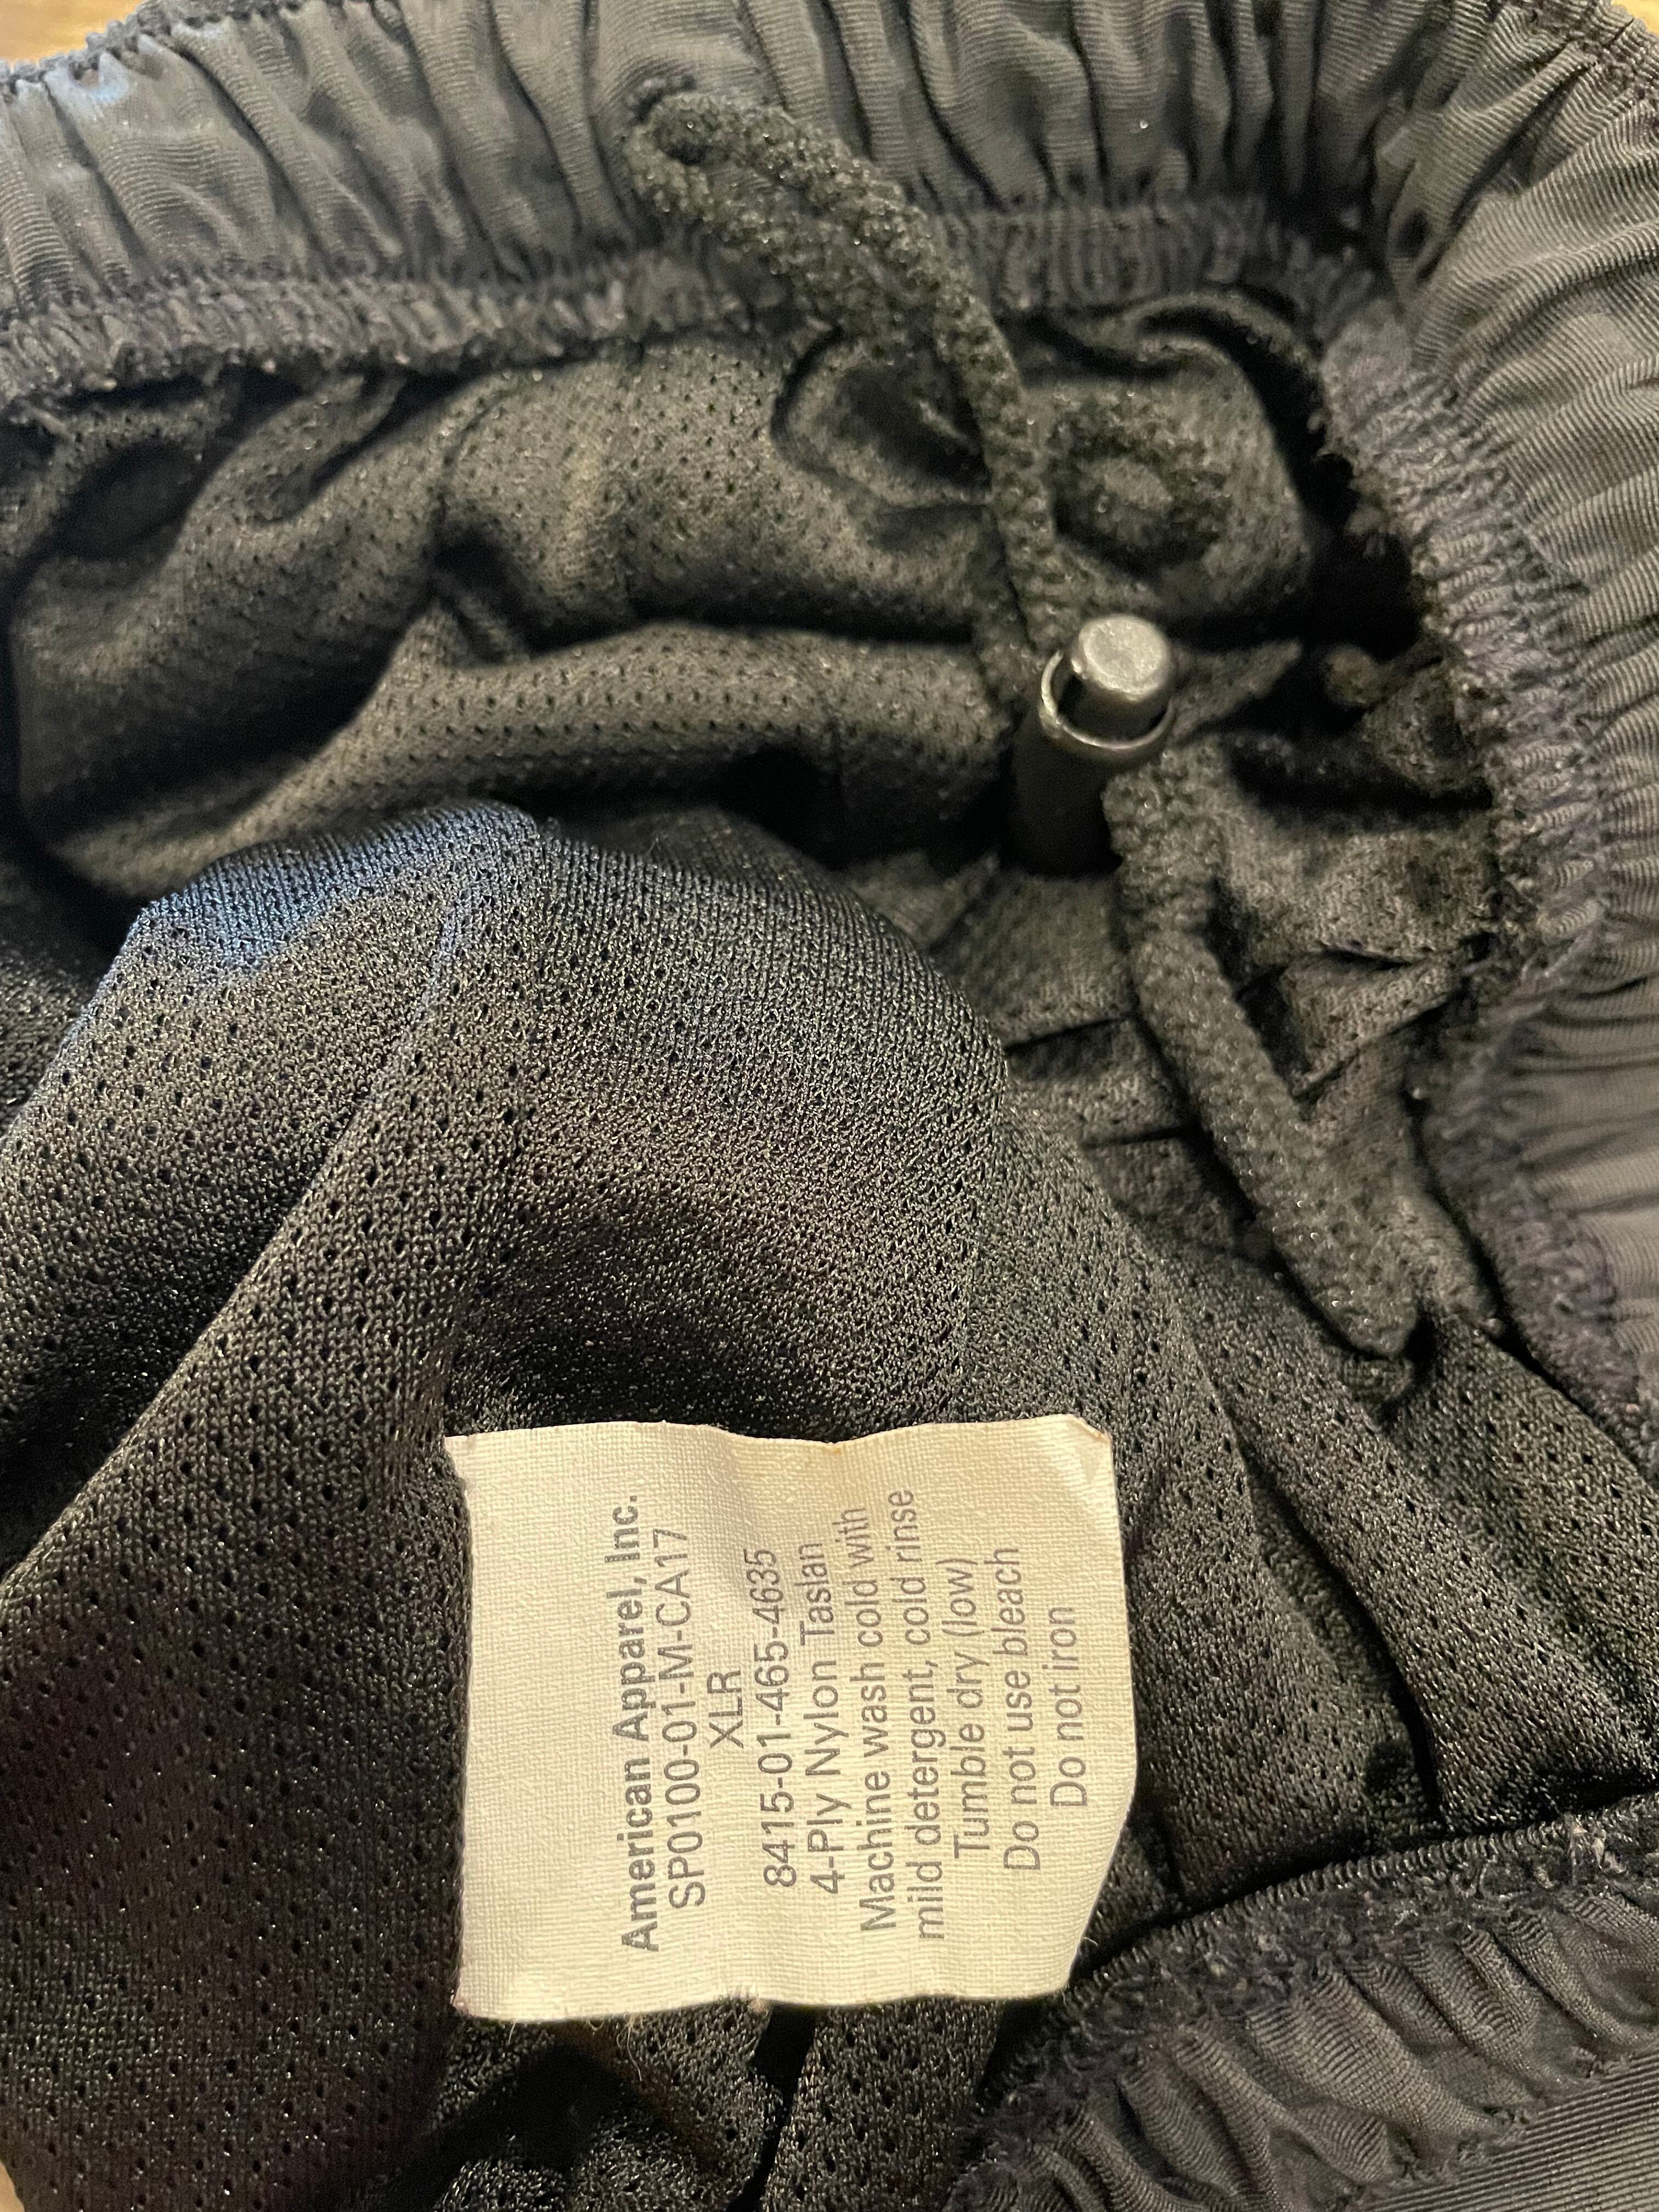 American Apparel, Inc.
SP0100-01-M-CA17
XLR
8415-01-465-4635
4-Ply Nylon Taslan
Machine wash cold with
mild detergent, cold rinse
Tumble dry (low)
Do not use bleach
Do not iron